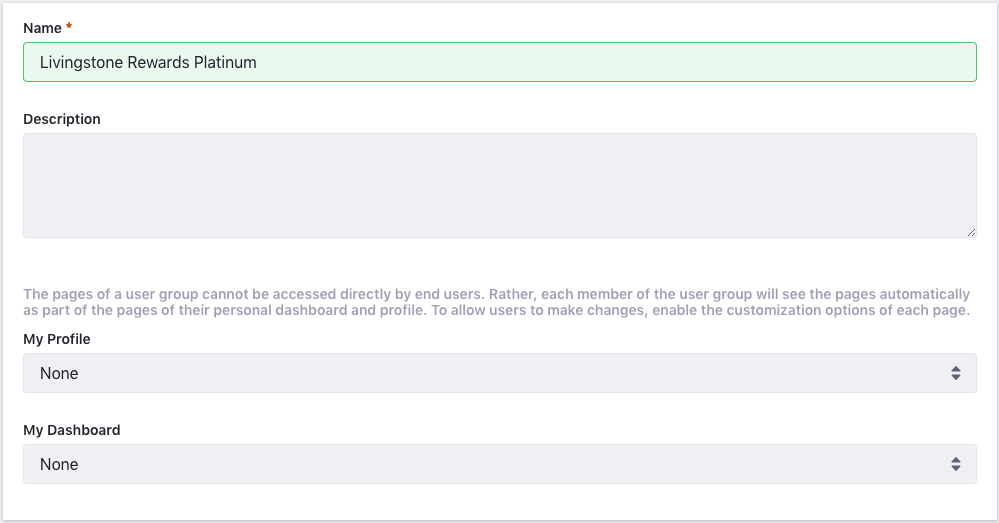 Name *
Livingstone Rewards Platinum
Description
The pages of a user group cannot be accessed directly by end users. Rather, each member of the user group will see the pages automatically
as part of the pages of their personal dashboard and profile. To allow users to make changes, enable the customization options of each page.
My Profile
None
My Dashboard
None